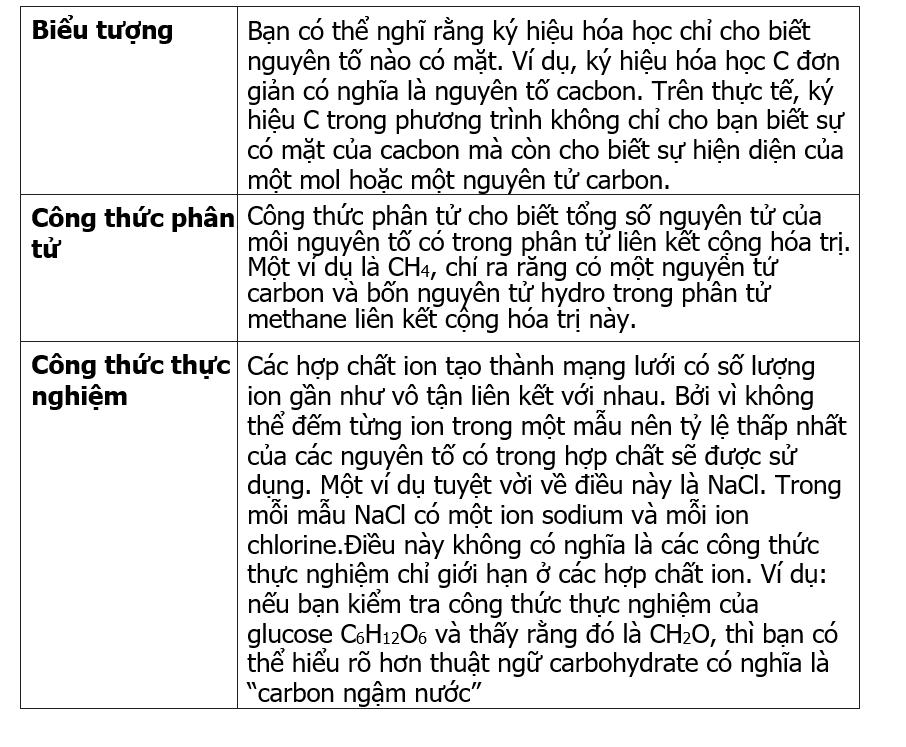 Biểu tượng
Bạn có thể nghĩ rằng ký hiệu hóa học chỉ cho biết
nguyên tố nào có mặt. Ví dụ, ký hiệu hóa học C đơn
giản có nghĩa là nguyên tố cacbon. Trên thực tế, ký
hiệu C trong phương trình không chỉ cho bạn biết sự
có mặt của cacbon mà còn cho biết sự hiện diện của
một mol hoặc một nguyên tử carbon.
Công thức phân
tử
Công thức phân tử cho biết tổng số nguyên tử của
mỗi nguyên tố có trong phân tử liên kết cộng hóa trị.
Một ví dụ là CH₄, chỉ ra rằng có một nguyên tử
carbon và bốn nguyên tử hydro trong phân tử
methane liên kết cộng hóa trị này.
Công thức thực
nghiệm
Các hợp chất ion tạo thành mạng lưới có số lượng
ion gần như vô tận liên kết với nhau. Bởi vì không
thể đếm từng ion trong một mẫu nên tỷ lệ thấp nhất
của các nguyên tố có trong hợp chất sẽ được sử
dụng. Một ví dụ tuyệt vời về điều này là NaCl. Trong
mỗi mẫu NaCl có một ion sodium và mỗi ion
chlorine.Điều này không có nghĩa là các công thức
thực nghiệm chỉ giới hạn ở các hợp chất ion. Ví dụ:
nếu bạn kiểm tra công thức thực nghiệm của
glucose C₆H₁₂O₆ và thấy rằng đó là CH₂O, thì bạn có
thể hiểu rõ hơn thuật ngữ carbohydrate có nghĩa là
“carbon ngậm nước”